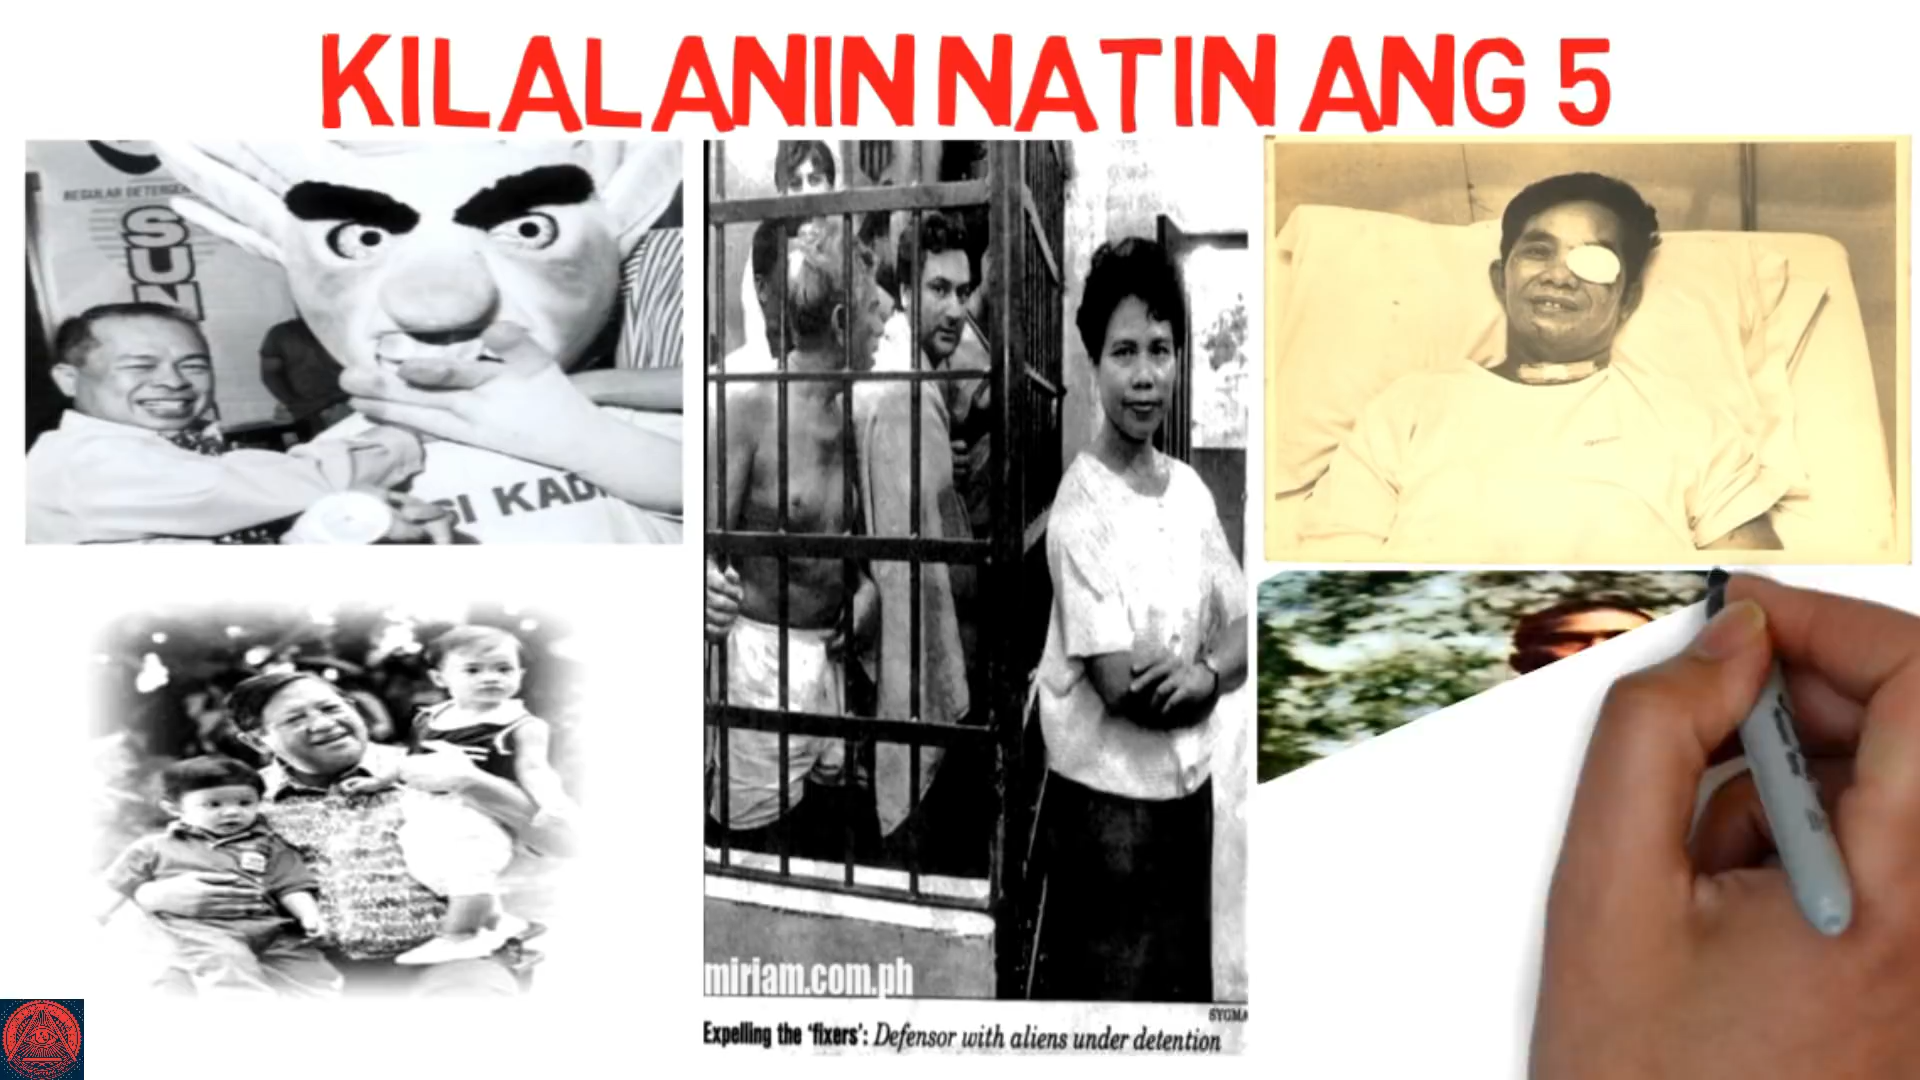 KILALANIN NATIN ANG 5
REGULAR DETERGE
SUN
SI KAD
miriam.com.ph
SYGMA
Expelling the 'fixers': Defensor with aliens under detention